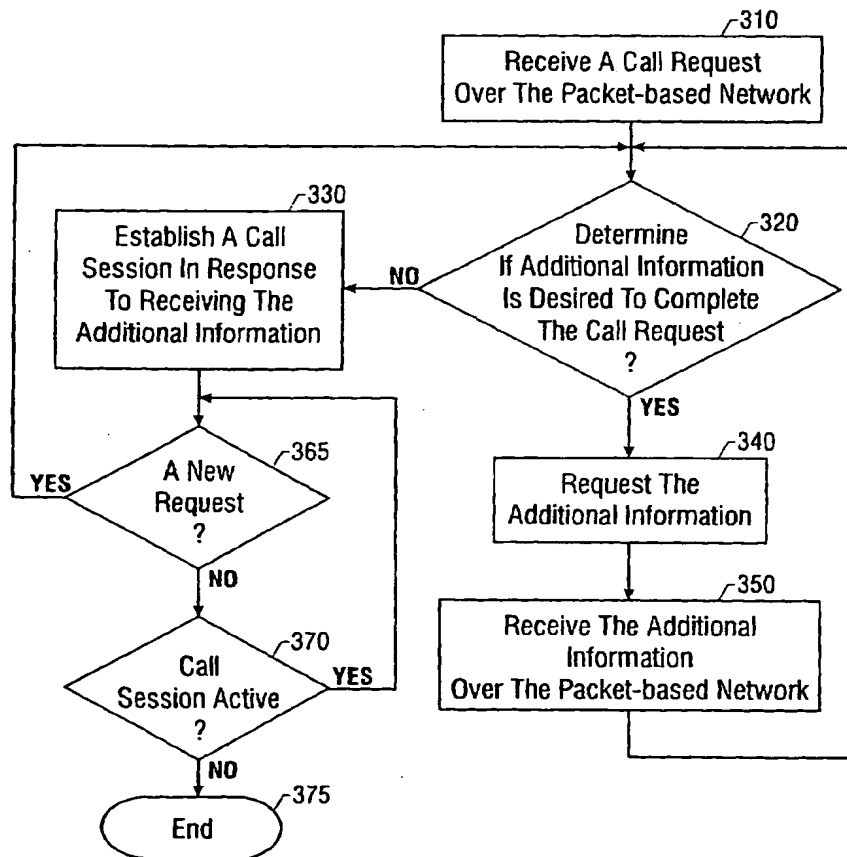 310
Receive A Call Request
Over The Packet-based Network
330
Establish A Call
Session In Response
To Receiving The
Additional Information
320
Determine
If Additional Information
Is Desired To Complete
The Call Request
?
NO
YES
340
Request The
Additional Information
350
Receive The Additional
Information
Over The Packet-based Network
365
A New
Request
?
YES
NO
370
Call
Session Active
?
YES
NO
375
End